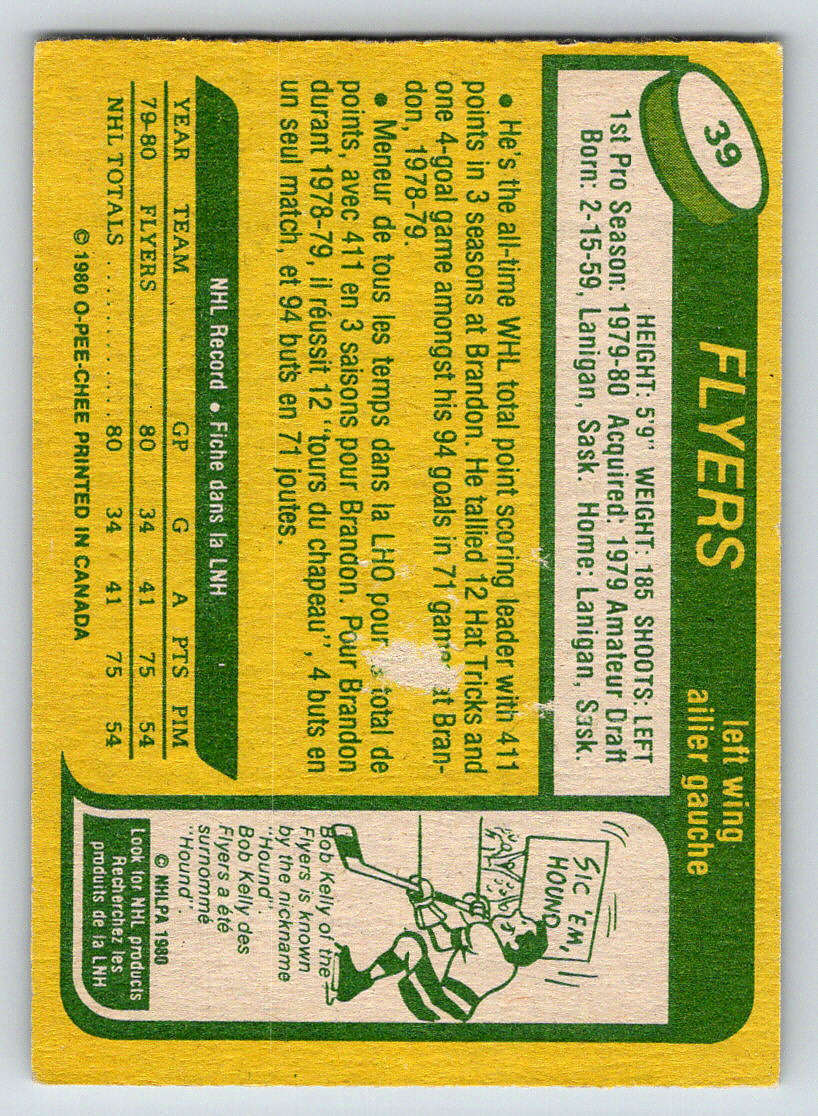 39
FLYERS
left wing
ailier gauche
HEIGHT: 5'9" WEIGHT: 185 SHOOTS: LEFT
1st Pro Season: 1979-80 Acquired: 1979 Amateur Draft
Born: 2-15-59, Lanigan, Sask. Home: Lanigan, Sask.
• He's the all-time WHL total point scoring leader with 411
points in 3 seasons at Brandon. He tallied 12 Hat Tricks and
one 4-goal game amongst his 94 goals in 71 game at Bran-
don, 1978-79.
• Meneur de tous les temps dans la LHO pour total de
points, avec 411 en 3 saisons pour Brandon. Pour Brandon
durant 1978-79, il réussit 12 "tours du chapeau", 4 buts en
un seul match, et 94 buts en 71 joutes.
NHL Record • Fiche dans la LNH
YEAR TEAM GP G A PTS PIM
79-80 FLYERS 80 34 41 75 54
NHL TOTALS . . . . . . . . . . . 80 34 41 75 54
© 1980 O-PEE-CHEE PRINTED IN CANADA
SIC 'EM,
HOUND
Bob Kelly of the
Flyers is known
by the nickname
"Hound".
Bob Kelly des
Flyers a été
surnommé
"Hound".
© NHLPA 1980
Look for NHL products
Recherchez les
produits de la LNH